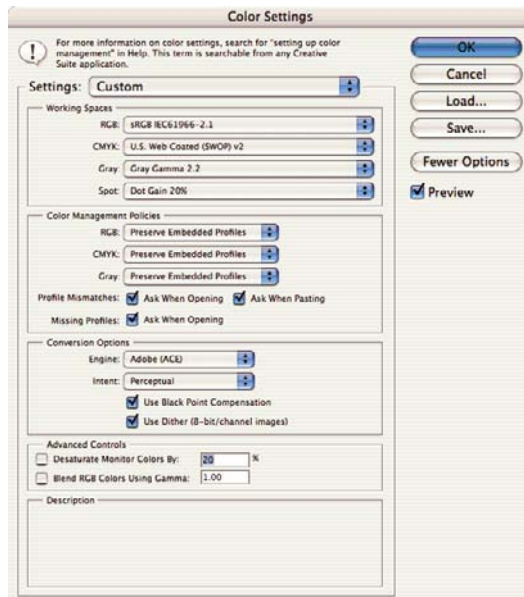 Color Settings
For more information on color settings, search for "setting up color
management" in Help. This term is searchable from any Creative
Suite application.
Settings: Custom
Working Spaces
RGB: sRGB IEC61966-2.1
CMYK: U.S. Web Coated (SWOP) v2
Gray: Gray Gamma 2.2
Spot: Dot Gain 20%
Color Management Policies
RGB: Preserve Embedded Profiles
CMYK: Preserve Embedded Profiles
Gray: Preserve Embedded Profiles
Profile Mismatches: Ask When Opening Ask When Pasting
Missing Profiles: Ask When Opening
Conversion Options
Engine: Adobe (ACE)
Intent: Perceptual
Use Black Point Compensation
Use Dither (8-bit/channel images)
Advanced Controls
Desaturate Monitor Colors By: 20 %
Blend RGB Colors Using Gamma: 1.00
Description
OK
Cancel
Load...
Save...
Fewer Options
Preview